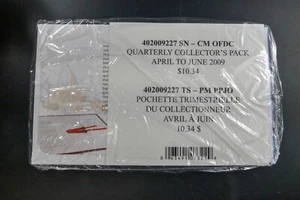 402009227 SN – CM OFDC
QUARTERLY COLLECTOR'S PACK
APRIL TO JUNE 2009
$10.34
402009227 TS – PM PPJO
POCHETTE TRIMESTRIELLE
DU COLLECTIONNEUR
AVRIL À JUIN
10.34 $